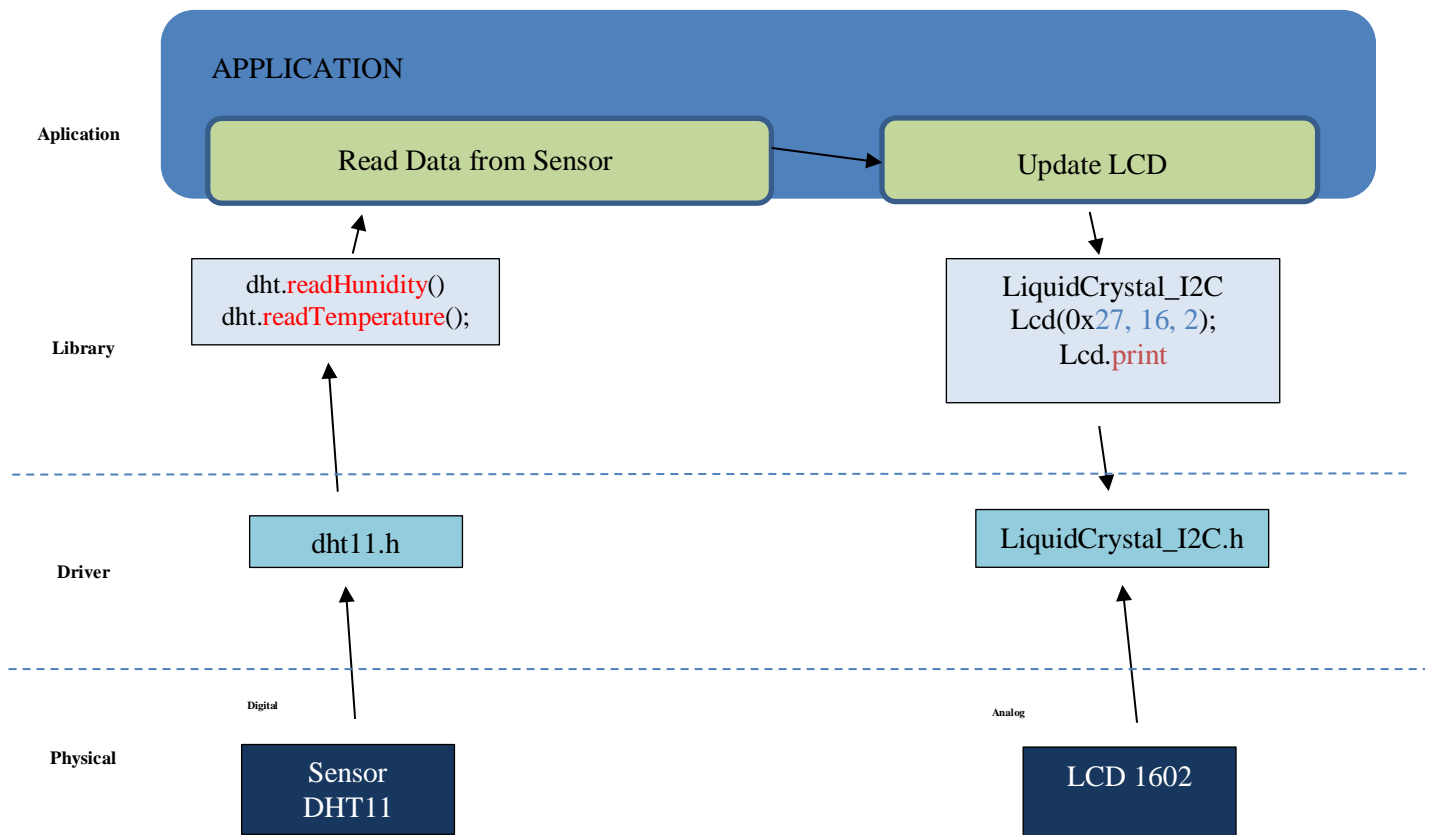 APPLICATION
Aplication
Read Data from Sensor
Update LCD
dht.readHunidity()
dht.readTemperature();
LiquidCrystal_I2C
Lcd(0x27, 16, 2);
Lcd.print
Library
dht11.h
LiquidCrystal_I2C.h
Driver
Digital
Analog
Physical
Sensor
DHT11
LCD 1602